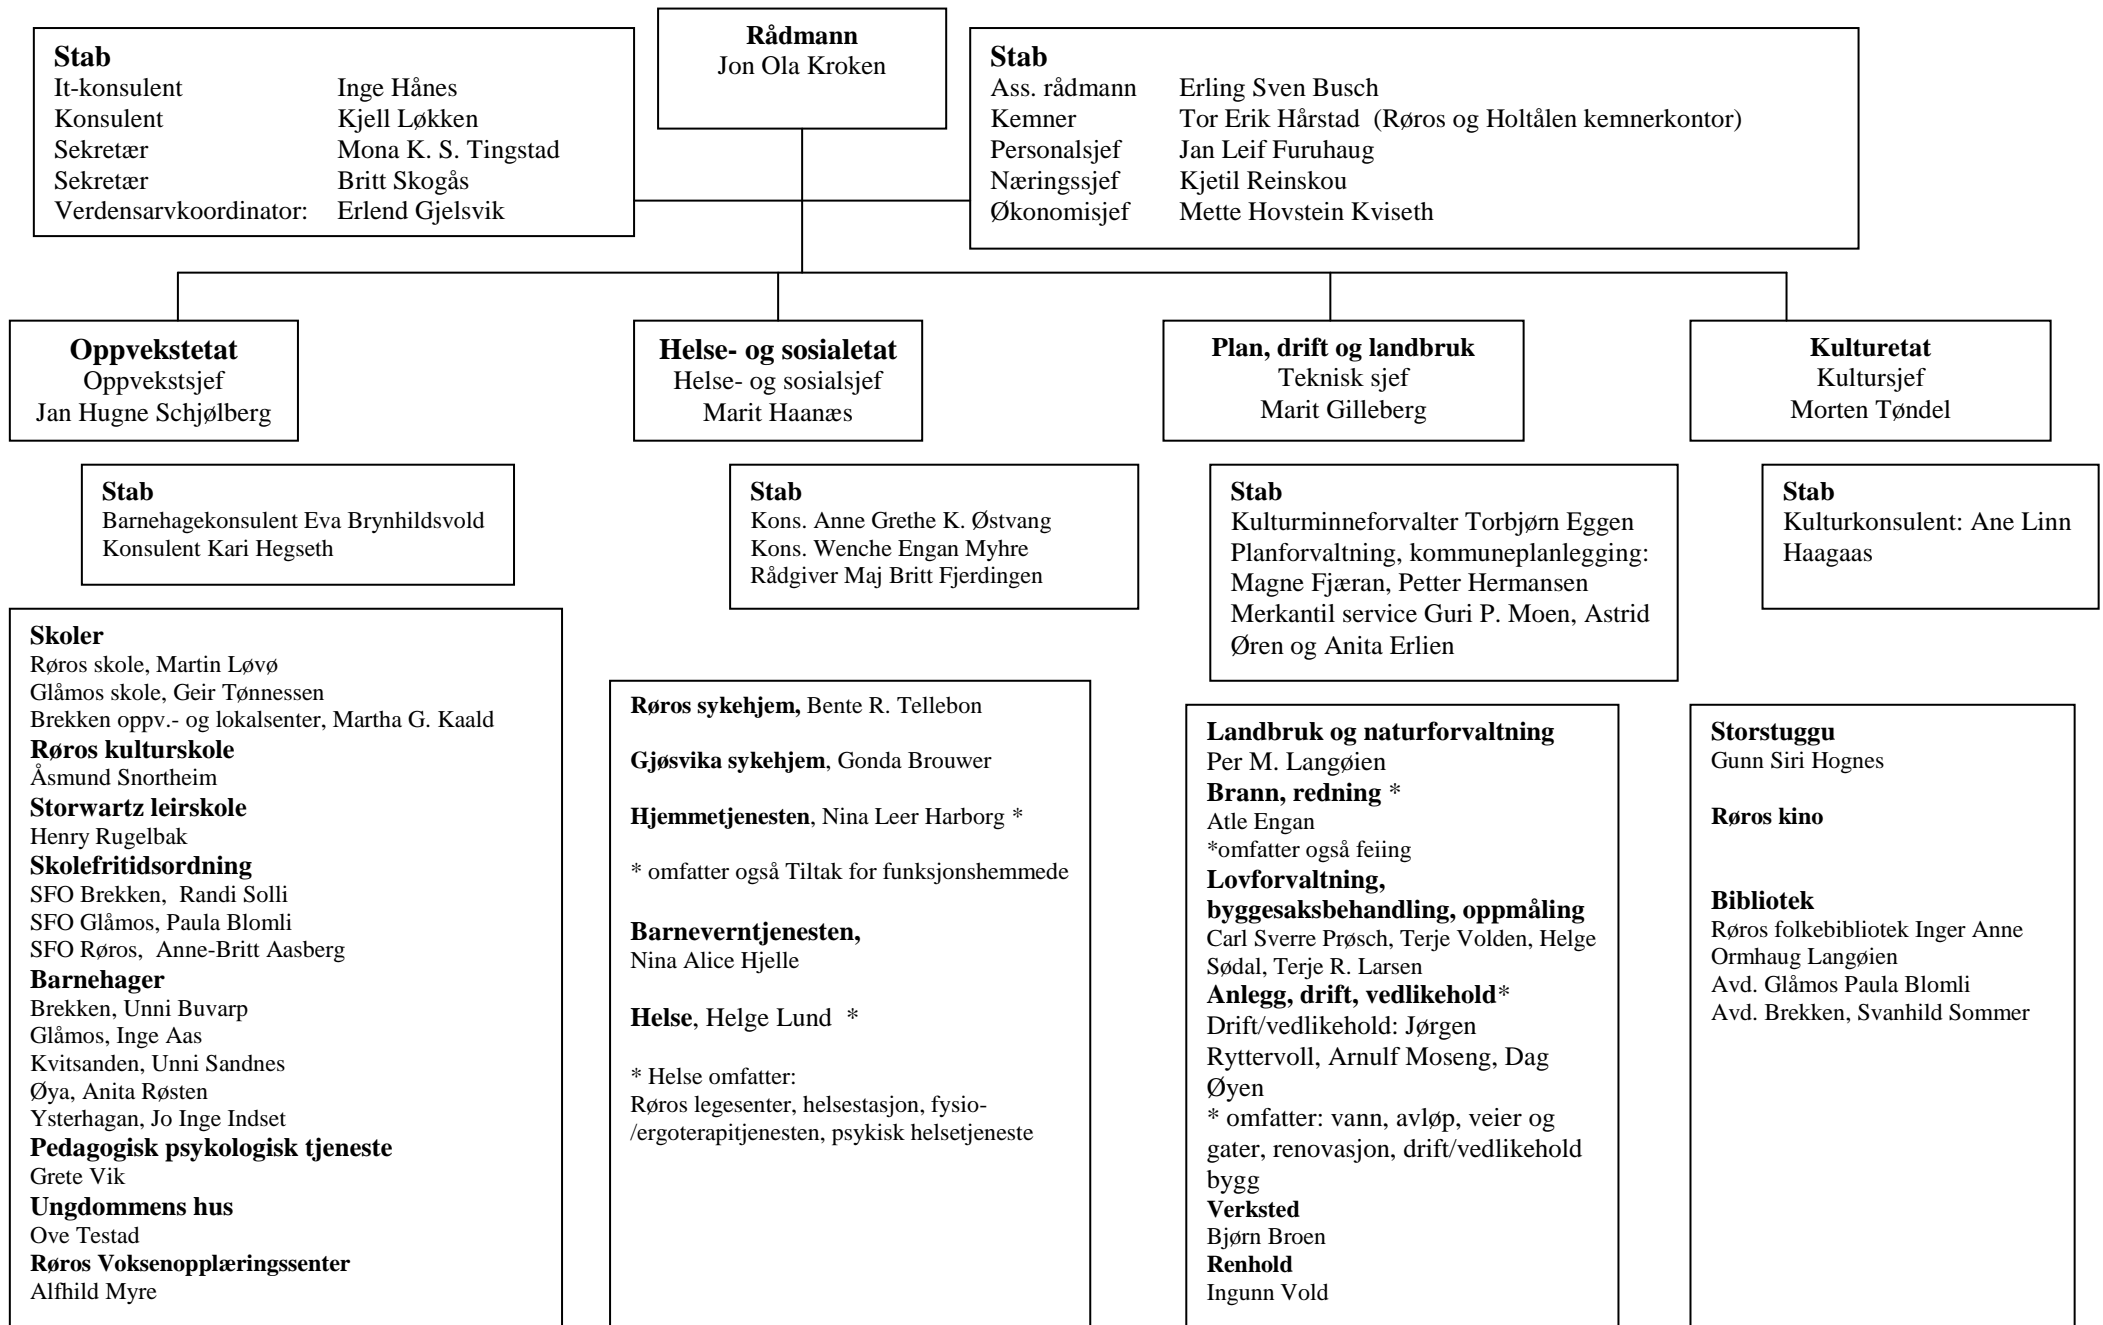 Rådmann
Jon Ola Kroken
Stab
It-konsulent Inge Hånes
Konsulent Kjell Løkken
Sekretær Mona K. S. Tingstad
Sekretær Britt Skogås
Verdensarvkoordinator: Erlend Gjelsvik
Stab
Ass. rådmann Erling Sven Busch
Kemner Tor Erik Hårstad (Røros og Holtålen kemnerkontor)
Personalsjef Jan Leif Furuhaug
Næringssjef Kjetil Reinskou
Økonomisjef Mette Hovstein Kviseth
Oppvekstetat
Oppvekstsjef
Jan Hugne Schjølberg
Stab
Barnehagekonsulent Eva Brynhildsvold
Konsulent Kari Hegseth
Skoler
Røros skole, Martin Løvø
Glåmos skole, Geir Tønnessen
Brekken oppv.- og lokalsenter, Martha G. Kaald
Røros kulturskole
Åsmund Snortheim
Storwartz leirskole
Henry Rugelbak
Skolefritidsordning
SFO Brekken, Randi Solli
SFO Glåmos, Paula Blomli
SFO Røros, Anne-Britt Aasberg
Barnehager
Brekken, Unni Buvarp
Glåmos, Inge Aas
Kvitsanden, Unni Sandnes
Øya, Anita Røsten
Ysterhagan, Jo Inge Indset
Pedagogisk psykologisk tjeneste
Grete Vik
Ungdommens hus
Ove Testad
Røros Voksenopplæringssenter
Alfhild Myre
Helse- og sosialetat
Helse- og sosialsjef
Marit Haanæs
Stab
Kons. Anne Grethe K. Østvang
Kons. Wenche Engan Myhre
Rådgiver Maj Britt Fjerdingen
Røros sykehjem, Bente R. Tellebon
Gjøsvika sykehjem, Gonda Brouwer
Hjemmetjenesten, Nina Leer Harborg *
* omfatter også Tiltak for funksjonshemmede
Barneverntjenesten,
Nina Alice Hjelle
Helse, Helge Lund *
* Helse omfatter:
Røros legesenter, helsestasjon, fysio-
/ergoterapitjenesten, psykisk helsetjeneste
Plan, drift og landbruk
Teknisk sjef
Marit Gilleberg
Stab
Kulturminneforvalter Torbjørn Eggen
Planforvaltning, kommuneplanlegging:
Magne Fjæran, Petter Hermansen
Merkantil service Guri P. Moen, Astrid
Øren og Anita Erlien
Landbruk og naturforvaltning
Per M. Langøien
Brann, redning *
Atle Engan
*omfatter også feiing
Lovforvaltning,
byggesaksbehandling, oppmåling
Carl Sverre Prøsch, Terje Volden, Helge
Sødal, Terje R. Larsen
Anlegg, drift, vedlikehold*
Drift/vedlikehold: Jørgen
Ryttervoll, Arnulf Moseng, Dag
Øyen
* omfatter: vann, avløp, veier og
gater, renovasjon, drift/vedlikehold
bygg
Verksted
Bjørn Broen
Renhold
Ingunn Vold
Kulturetat
Kultursjef
Morten Tøndel
Stab
Kulturkonsulent: Ane Linn
Haagaas
Storstuggu
Gunn Siri Hognes
Røros kino
Bibliotek
Røros folkebibliotek Inger Anne
Ormhaug Langøien
Avd. Glåmos Paula Blomli
Avd. Brekken, Svanhild Sommer